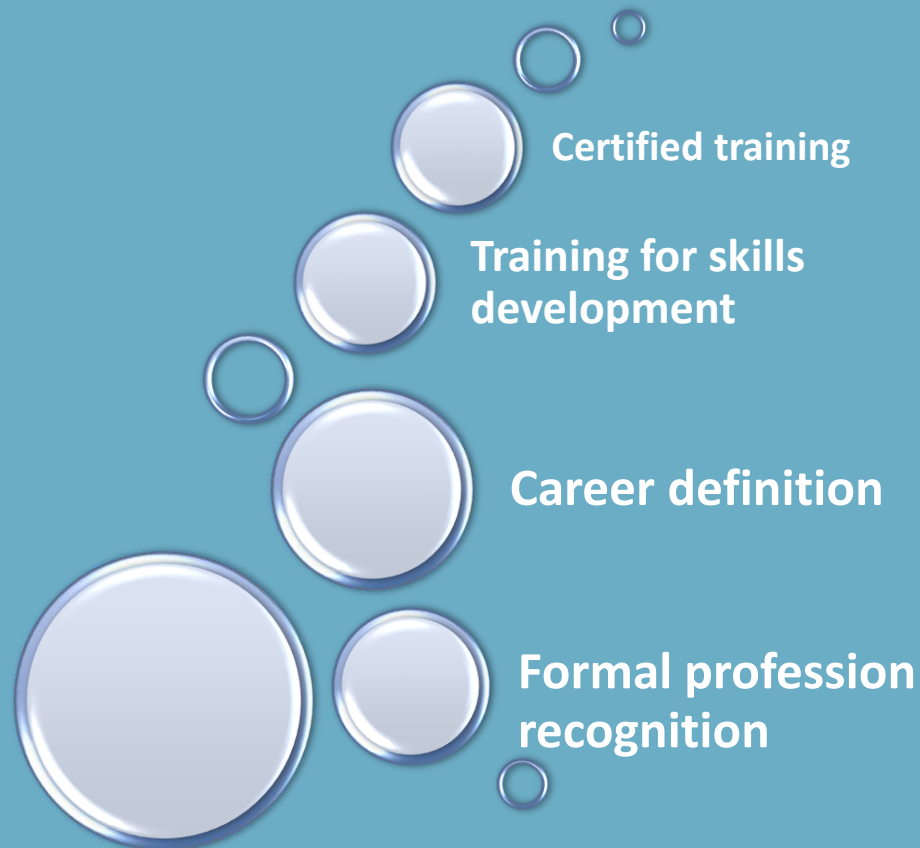 Certified training
Training for skills
development
Career definition
Formal profession
recognition